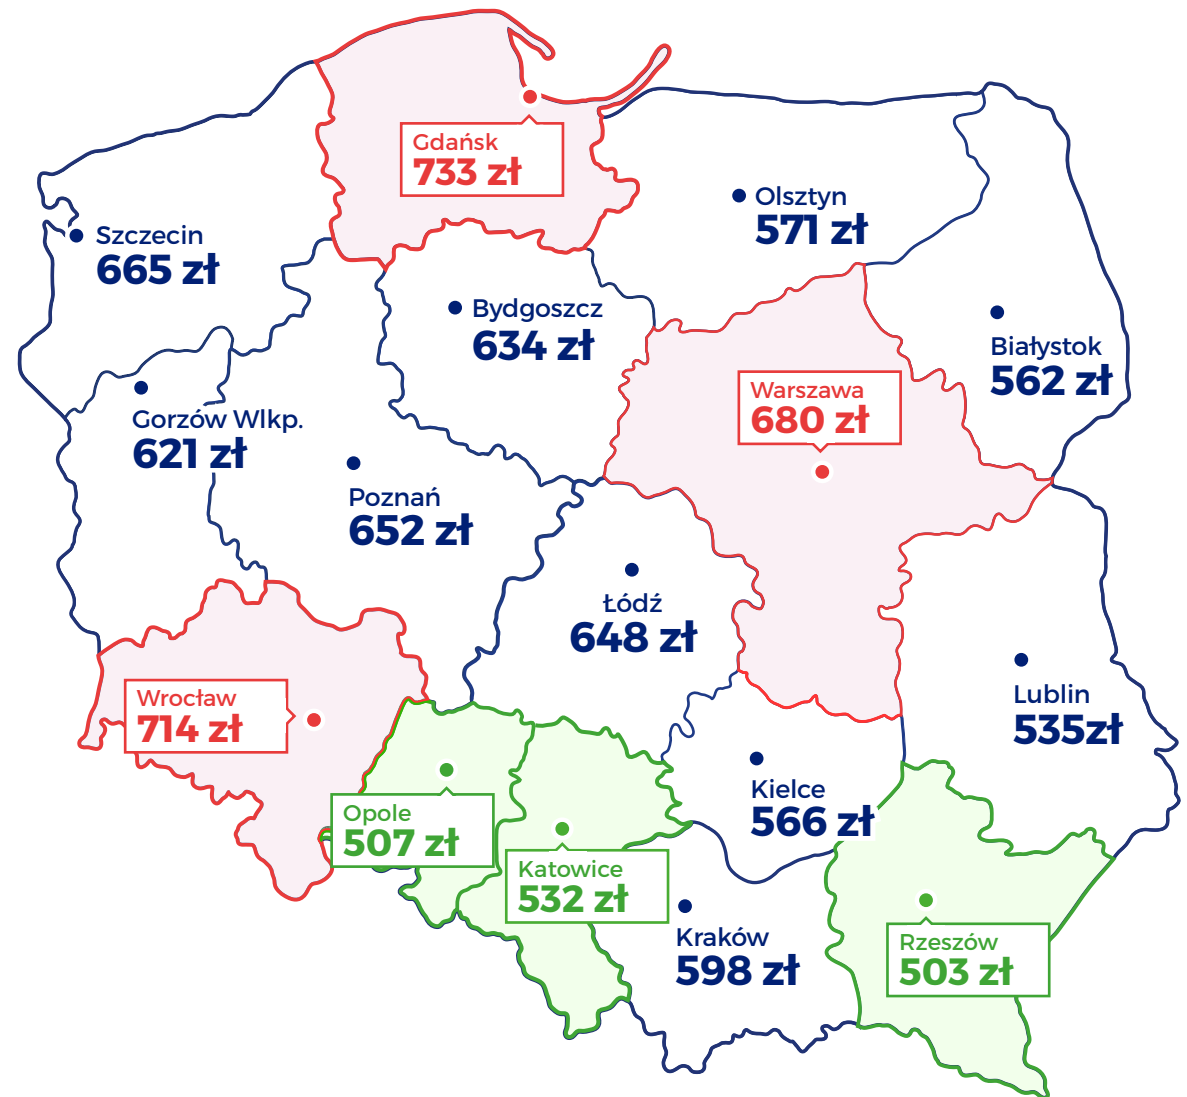 Gdańsk
733 zł
Olsztyn
571 zł
Szczecin
665 zł
Bydgoszcz
634 zł
Białystok
562 zł
Warszawa
680 zł
Gorzów Wlkp.
621 zł
Poznań
652 zł
Łódź
648 zł
Lublin
535zł
Wrocław
714 zł
Kielce
566 zł
Opole
507 zł
Katowice
532 zł
Kraków
598 zł
Rzeszów
503 zł